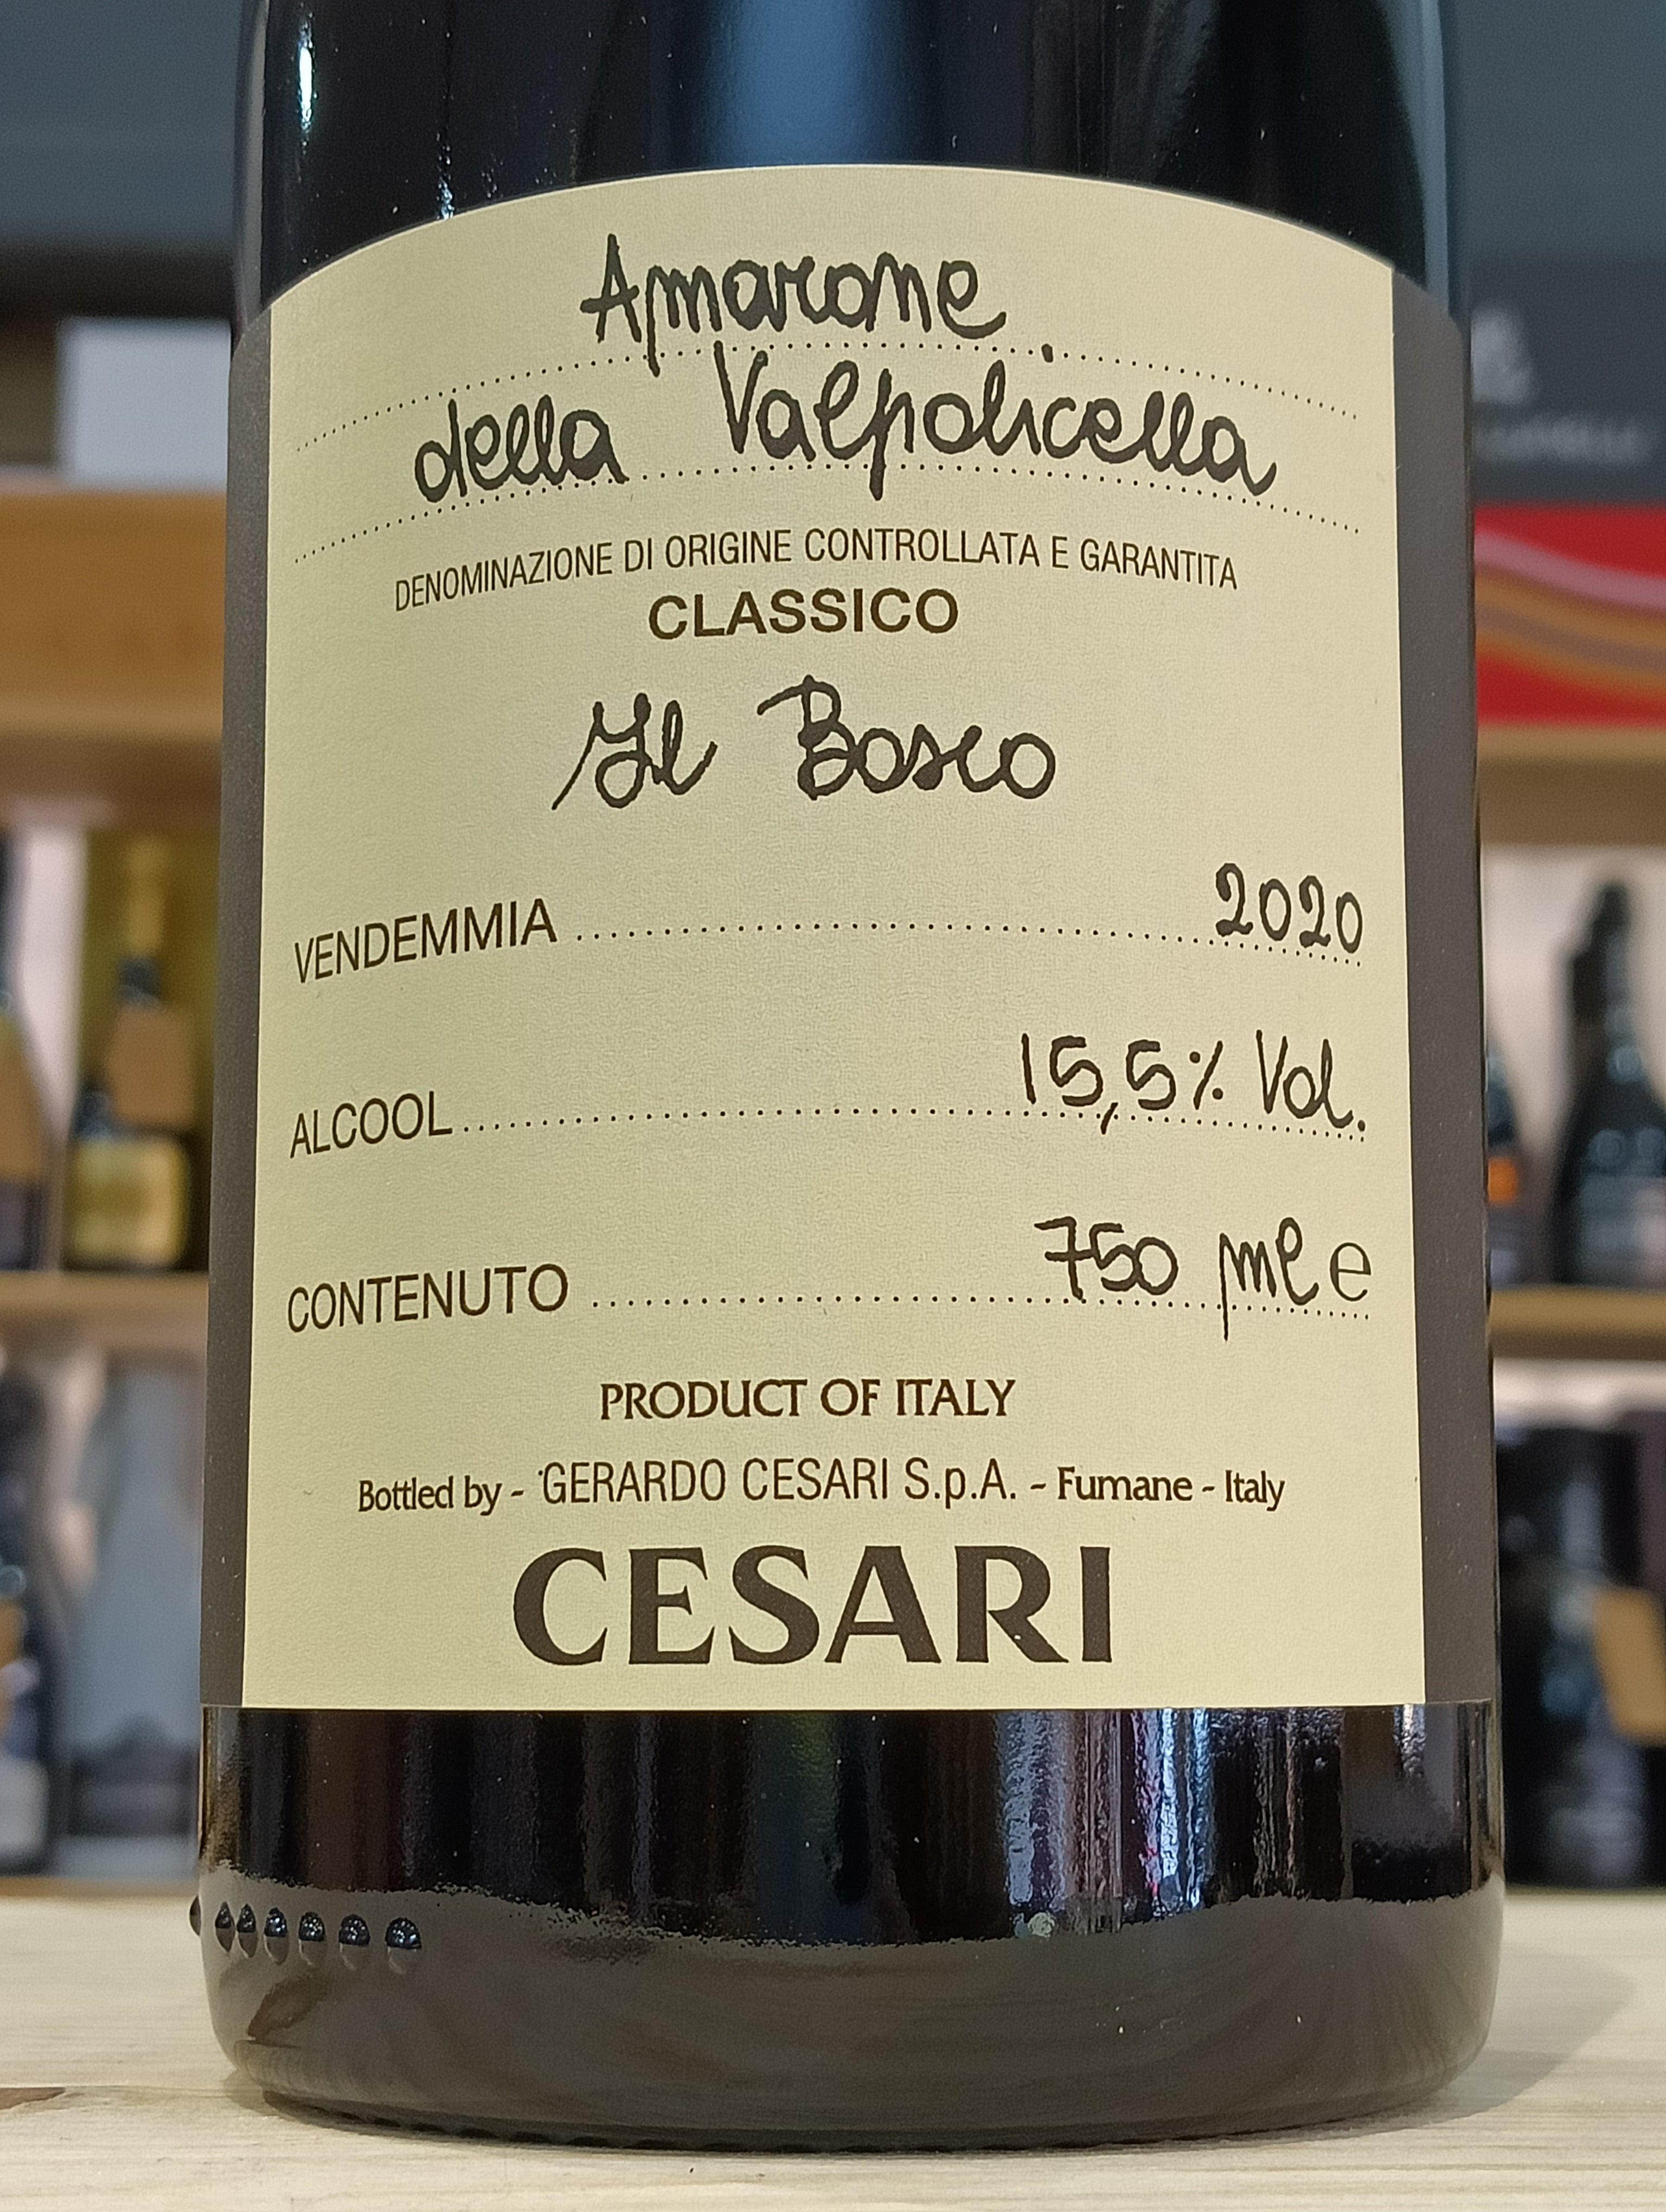 Amarone
della Valpolicella
DENOMINAZIONE DI ORIGINE CONTROLLATA E GARANTITA
CLASSICO
Il Bosco
VENDEMMIA 2020
ALCOOL 15,5% Vol.
CONTENUTO 750 ml e
PRODUCT OF ITALY
Bottled by - GERARDO CESARI S.p.A. - Fumane - Italy
CESARI